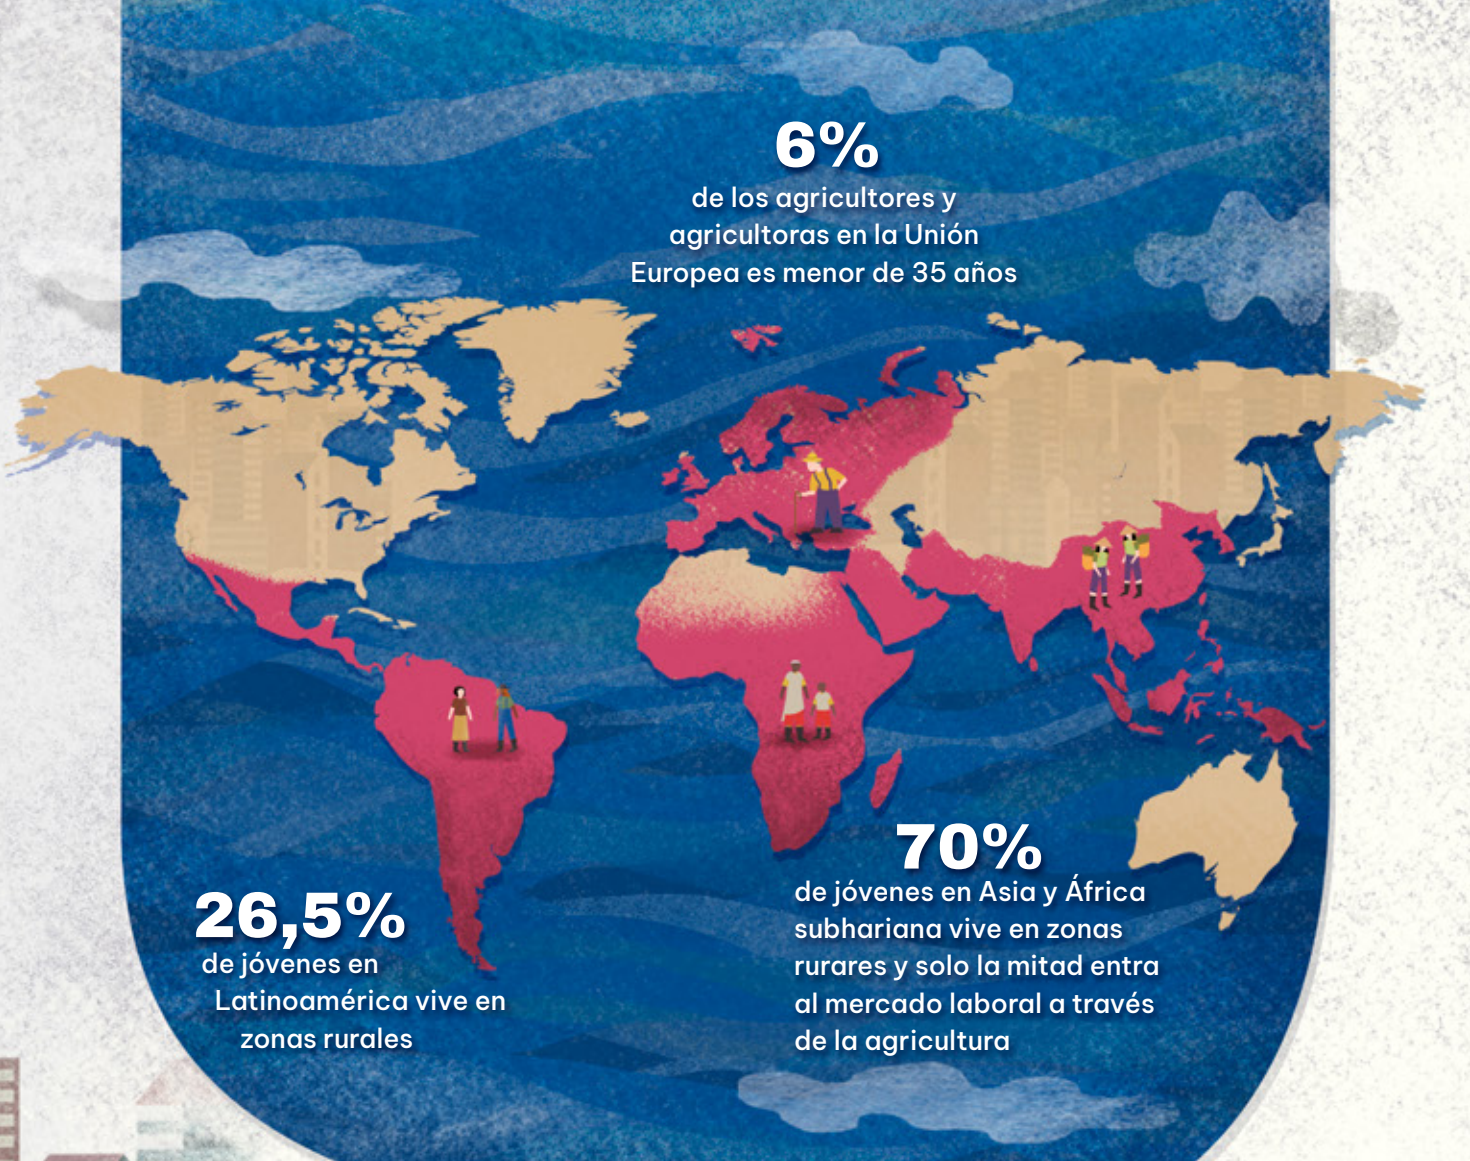 6%
de los agricultores y
agricultoras en la Unión
Europea es menor de 35 años
26,5%
de jóvenes en
Latinoamérica vive en
zonas rurales
70%
de jóvenes en Asia y África
subhariana vive en zonas
rurares y solo la mitad entra
al mercado laboral a través
de la agricultura